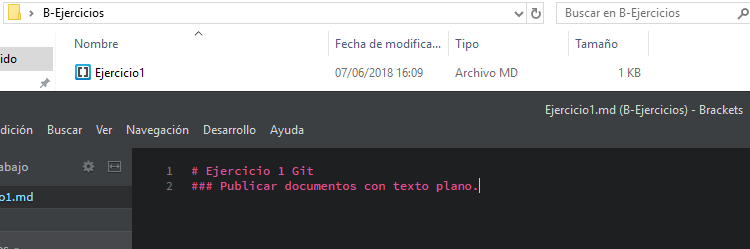 B-Ejercicios
Buscar en B-Ejercicios
Nombre
Fecha de modifica...
Tipo
Tamaño
ido
Ejercicio1
07/06/2018 16:09
Archivo MD
1 KB
Ejercicio1.md (B-Ejercicios) - Brackets
dición Buscar Ver Navegación Desarrollo Ayuda
abajo
o1.md
1 # Ejercicio 1 Git
2 ### Publicar documentos con texto plano.